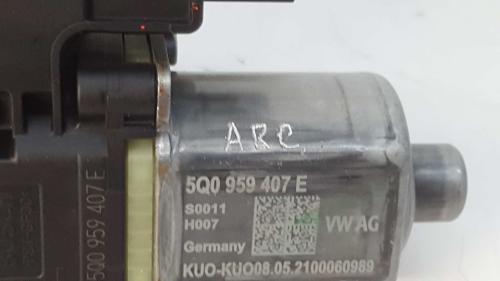 ARC
5Q0 959 407 E
S0011
H007
VW AG
Germany
KUO-KUO08.05.2100060989
5Q0 959 407 E